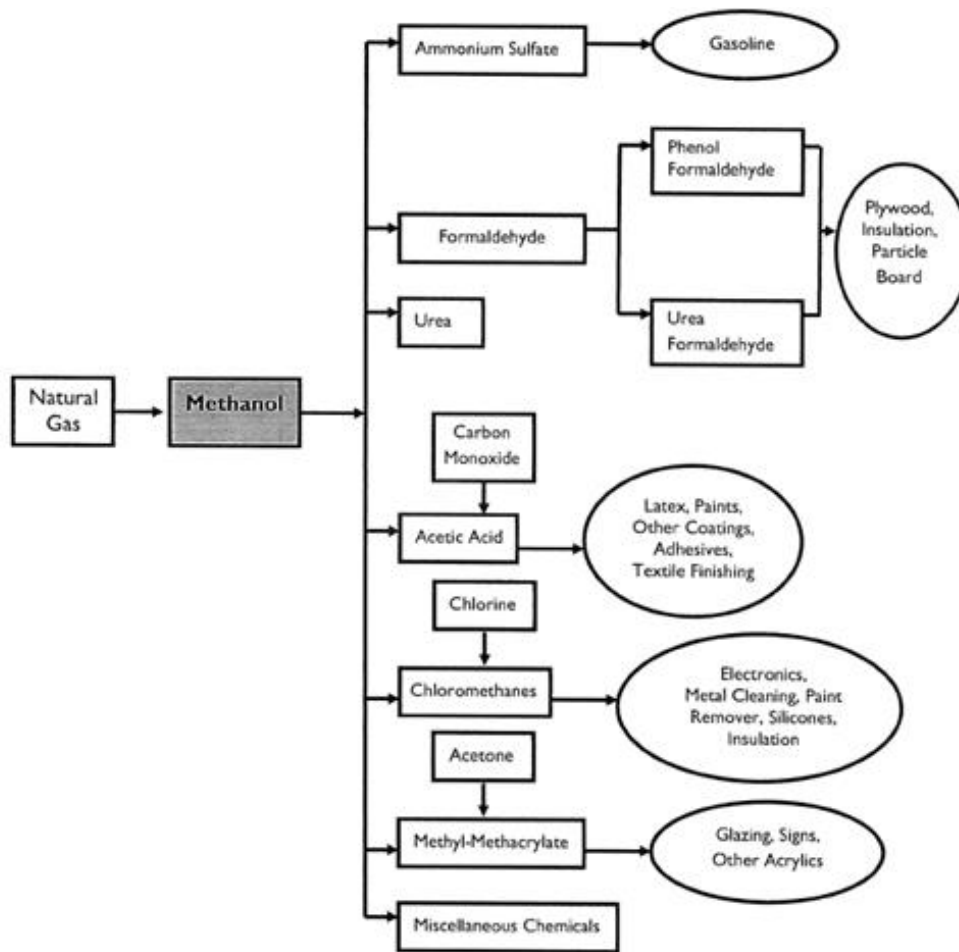 Ammonium Sulfate
Gasoline
Phenol
Formaldehyde
Plywood,
Insulation,
Particle
Board
Formaldehyde
Urea
Urea
Formaldehyde
Natural
Gas
Methanol
Carbon
Monoxide
Acetic Acid
Latex, Paints,
Other Coatings,
Adhesives,
Textile Finishing
Chlorine
Chloromethanes
Electronics,
Metal Cleaning, Paint
Remover, Silicones,
Insulation
Acetone
Methyl-Methacrylate
Glazing, Signs,
Other Acrylics
Miscellaneous Chemicals